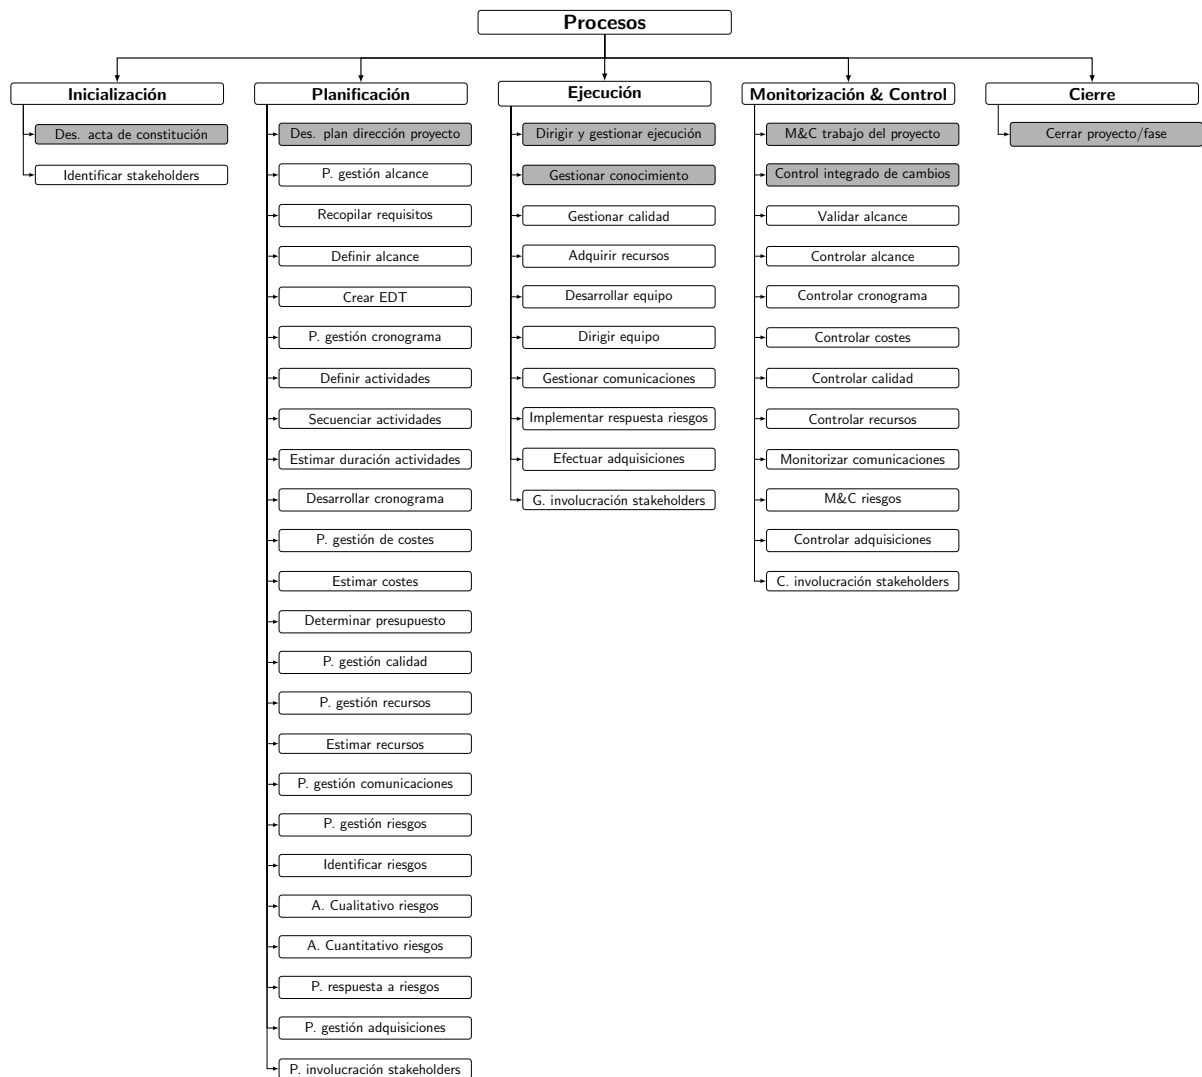 Procesos
Inicialización
Des. acta de constitución
Identificar stakeholders
Planificación
Des. plan dirección proyecto
P. gestión alcance
Recopilar requisitos
Definir alcance
Crear EDT
P. gestión cronograma
Definir actividades
Secuenciar actividades
Estimar duración actividades
Desarrollar cronograma
P. gestión de costes
Estimar costes
Determinar presupuesto
P. gestión calidad
P. gestión recursos
Estimar recursos
P. gestión comunicaciones
P. gestión riesgos
Identificar riesgos
A. Cualitativo riesgos
A. Cuantitativo riesgos
P. respuesta a riesgos
P. gestión adquisiciones
P. involucración stakeholders
Ejecución
Dirigir y gestionar ejecución
Gestionar conocimiento
Gestionar calidad
Adquirir recursos
Desarrollar equipo
Dirigir equipo
Gestionar comunicaciones
Implementar respuesta riesgos
Efectuar adquisiciones
G. involucración stakeholders
Monitorización & Control
M&C trabajo del proyecto
Control integrado de cambios
Validar alcance
Controlar alcance
Controlar cronograma
Controlar costes
Controlar calidad
Controlar recursos
Monitorizar comunicaciones
M&C riesgos
Controlar adquisiciones
C. involucración stakeholders
Cierre
Cerrar proyecto/fase